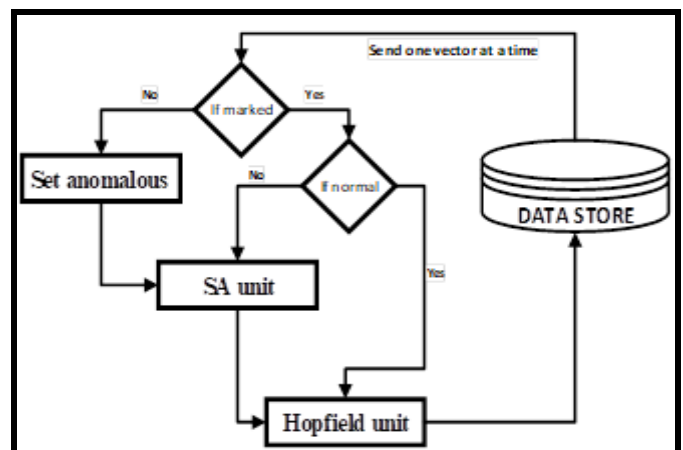 Send one vector at a time
No
If marked
Yes
Set anomalous
No
If normal
DATA STORE
SA unit
Yes
Hopfield unit